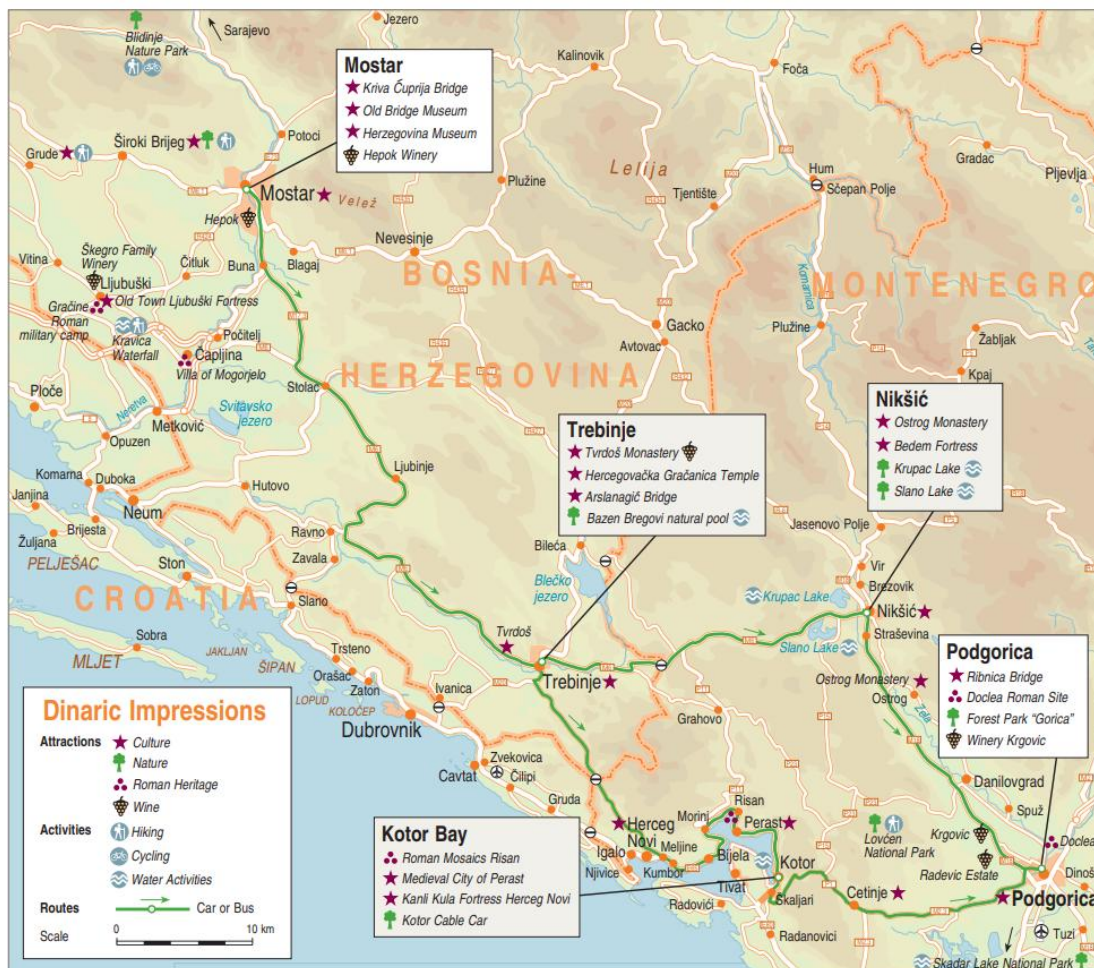 Blidinje
Nature Park
Sarajevo
Jezero
Kalinovik
Foča
Mostar
Kriva Ćuprija Bridge
Old Bridge Museum
Herzegovina Museum
Hepok Winery
Potoci
Široki Brijeg
Grude
Mostar
Velež
Hepok
Plužine
Lelija
Tjentište
Hum
Sčepan Polje
Gradac
Pljevlja
Nevesinje
Blagaj
Buna
Čitluk
Vitina
Škegro Family
Winery
Lljubuški
Old Town Ljubuški Fortress
Gračine
Roman
military camp
Kravica
Waterfall
Počitelj
Čapljina
Villa of Mogorjelo
BOSNIA-
HERZEGOVINA
MONTENEGRO
Komarnica
Plužine
Žabljak
Kpaj
Gacko
Avtovac
Stolac
Ploče
Neretva
Metković
Svitavsko
jezero
Opuzen
Komarna
Duboka
Janjina
Neum
Hutovo
Ljubinje
Žuljana
Brijesta
PELJEŠAC
Ston
Ravno
Zavala
CROATIA
Slano
Trebinje
Tvrdoš Monastery
Hercegovačka Gračanica Temple
Arslanagić Bridge
Bazen Bregovi natural pool
Nikšić
Ostrog Monastery
Bedem Fortress
Krupac Lake
Slano Lake
Jasenovo Polje
Vir
Brezovik
Bileća
Blečko
jezero
Krupac Lake
Nikšić
Straševina
Slano Lake
Ostrog Monastery
Ostrog
Zela
Sobra
MLJET
JAKLJAN
ŠIPAN
Trsteno
Orašac
LOPUD
Zaton
KOLOČEP
Ivanica
Dubrovnik
Tvrdoš
Trebinje
Grahovo
Podgorica
Ribnica Bridge
Doclea Roman Site
Forest Park "Gorica"
Winery Krgovic
Danilovgrad
Spuž
Cavtat
Zvekovica
Čilipi
Gruda
Herceg
Novi
Igalo
Meljine
Njivice
Kumbor
Morinj
Risan
Perast
Bijela
Tivat
Kotor
Radovići
Škaljari
Radanovici
Lovćen
National Park
Cetinje
Krgovic
Radevic Estate
Doclea
Dinoš
Podgorica
Tuzi
Skadar Lake National Park
Kotor Bay
Roman Mosaics Risan
Medieval City of Perast
Kanli Kula Fortress Herceg Novi
Kotor Cable Car
Dinaric Impressions
Attractions
Culture
Nature
Roman Heritage
Wine
Activities
Hiking
Cycling
Water Activities
Routes
Car or Bus
Scale
0
10 km